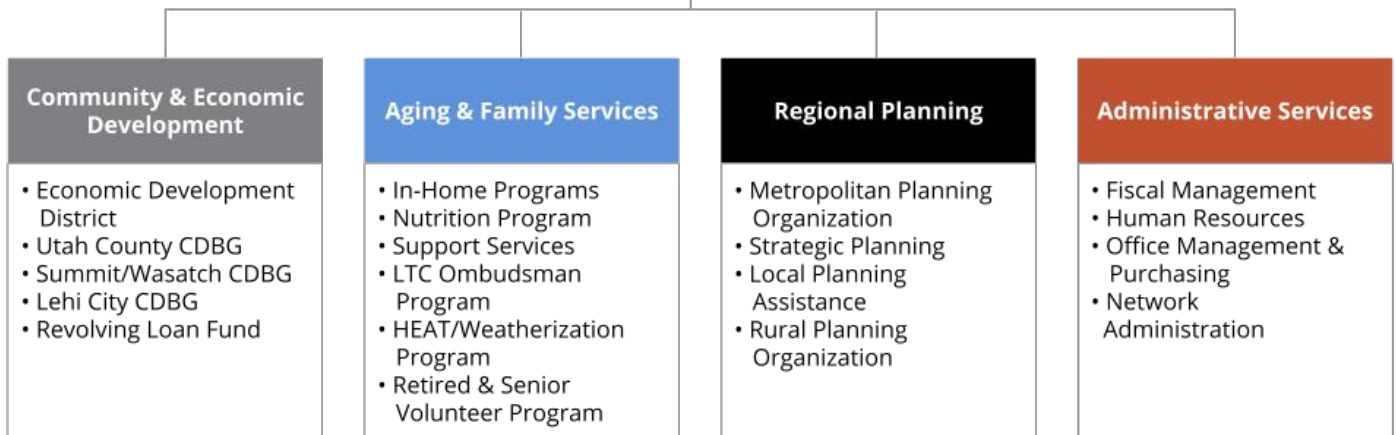 Community & Economic
Development
• Economic Development
District
• Utah County CDBG
• Summit/Wasatch CDBG
• Lehi City CDBG
• Revolving Loan Fund
Aging & Family Services
• In-Home Programs
• Nutrition Program
• Support Services
• LTC Ombudsman
Program
• HEAT/Weatherization
Program
• Retired & Senior
Volunteer Program
Regional Planning
• Metropolitan Planning
Organization
• Strategic Planning
• Local Planning
Assistance
• Rural Planning
Organization
Administrative Services
• Fiscal Management
• Human Resources
• Office Management &
Purchasing
• Network
Administration